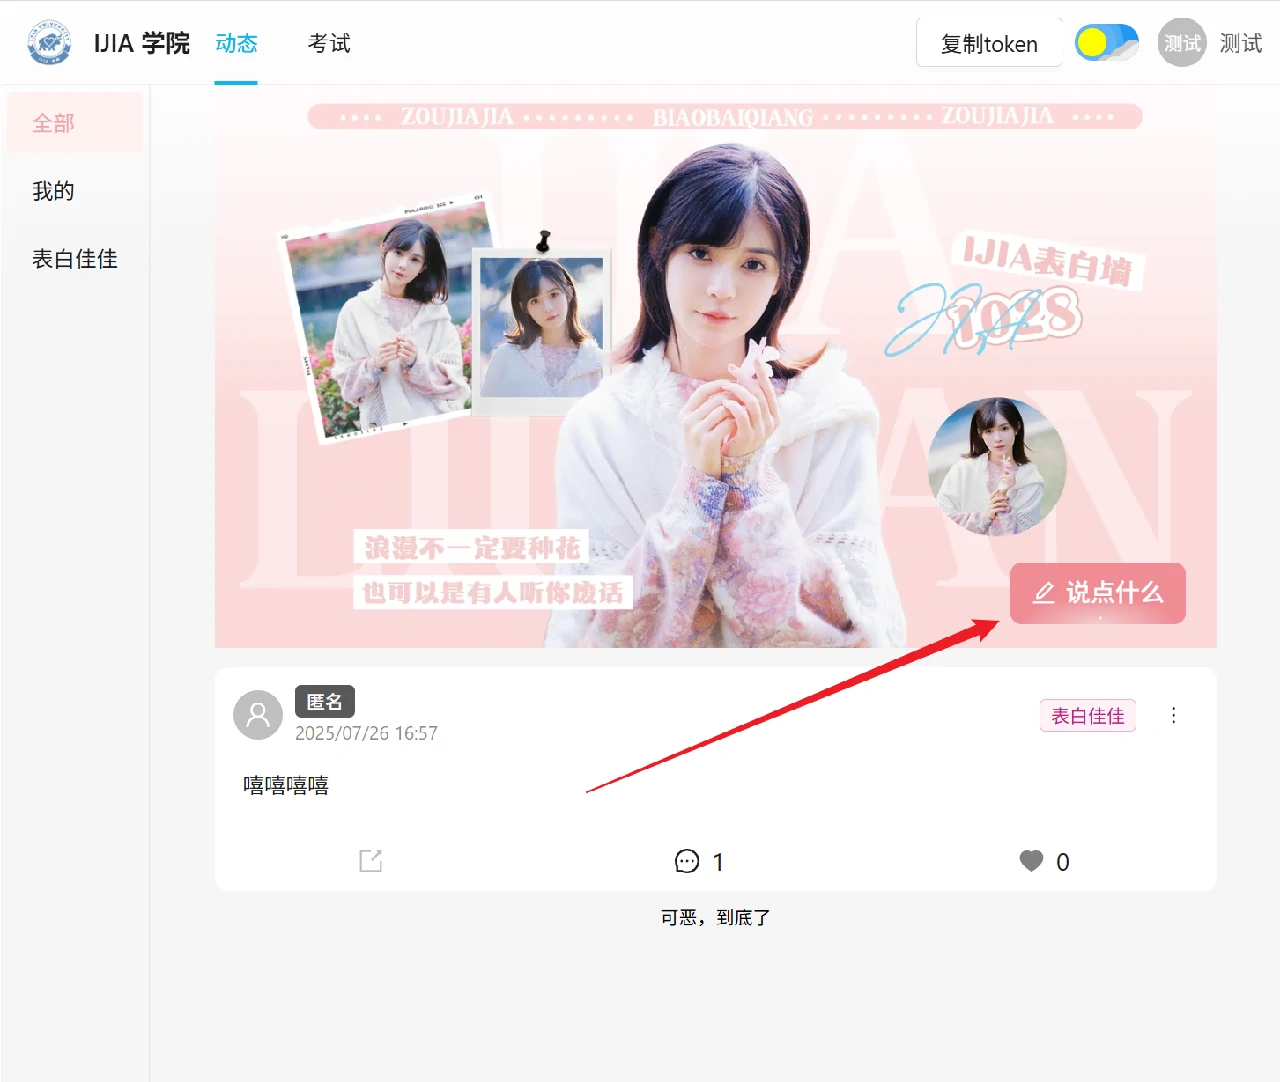 IJIA 学院
动态
考试
复制token
测试
测试
全部
我的
表白佳佳
ZOUJIAJIA
BIAOBAIQIANG
ZOUJIAJIA
IJIA
LILIAN
IJIA表白墙
1028
浪漫不一定要种花
也可以是有人听你废话
说点什么
匿名
2025/07/26 16:57
表白佳佳
嘻嘻嘻嘻
1
0
可恶，到底了